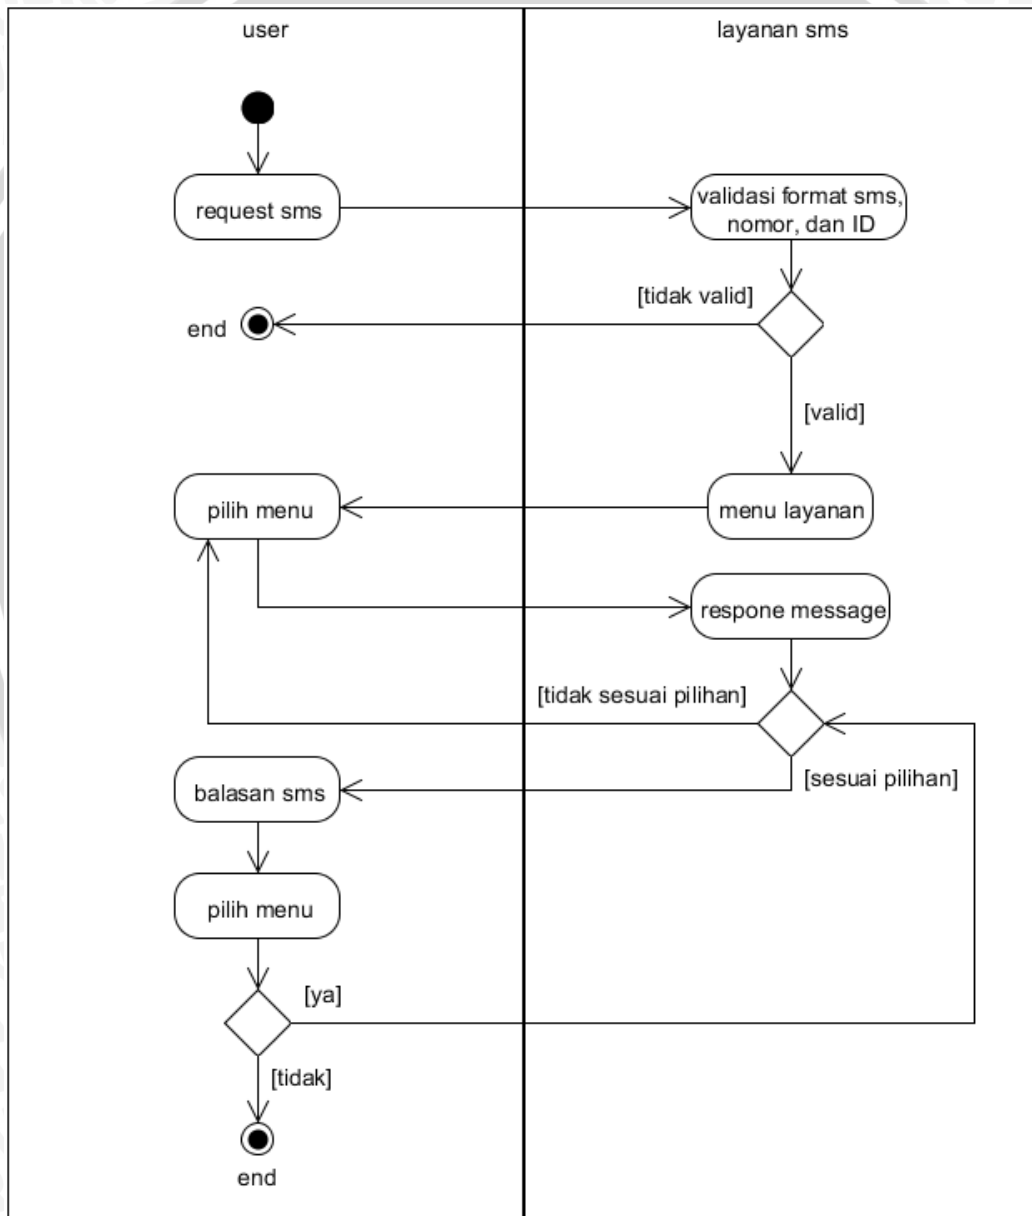 user
layanan sms
request sms
validasi format sms,
nomor, dan ID
[tidak valid]
end
[valid]
pilih menu
menu layanan
respone message
[tidak sesuai pilihan]
[sesuai pilihan]
balasan sms
pilih menu
[ya]
[tidak]
end